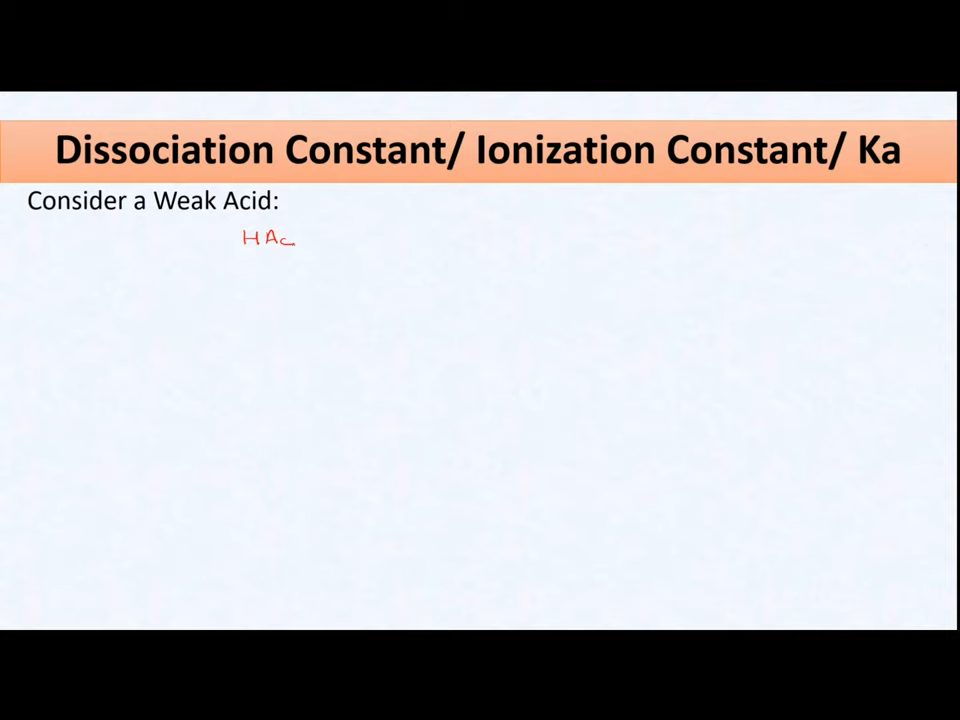 Dissociation Constant/ Ionization Constant/ Ka
Consider a Weak Acid:
HAc